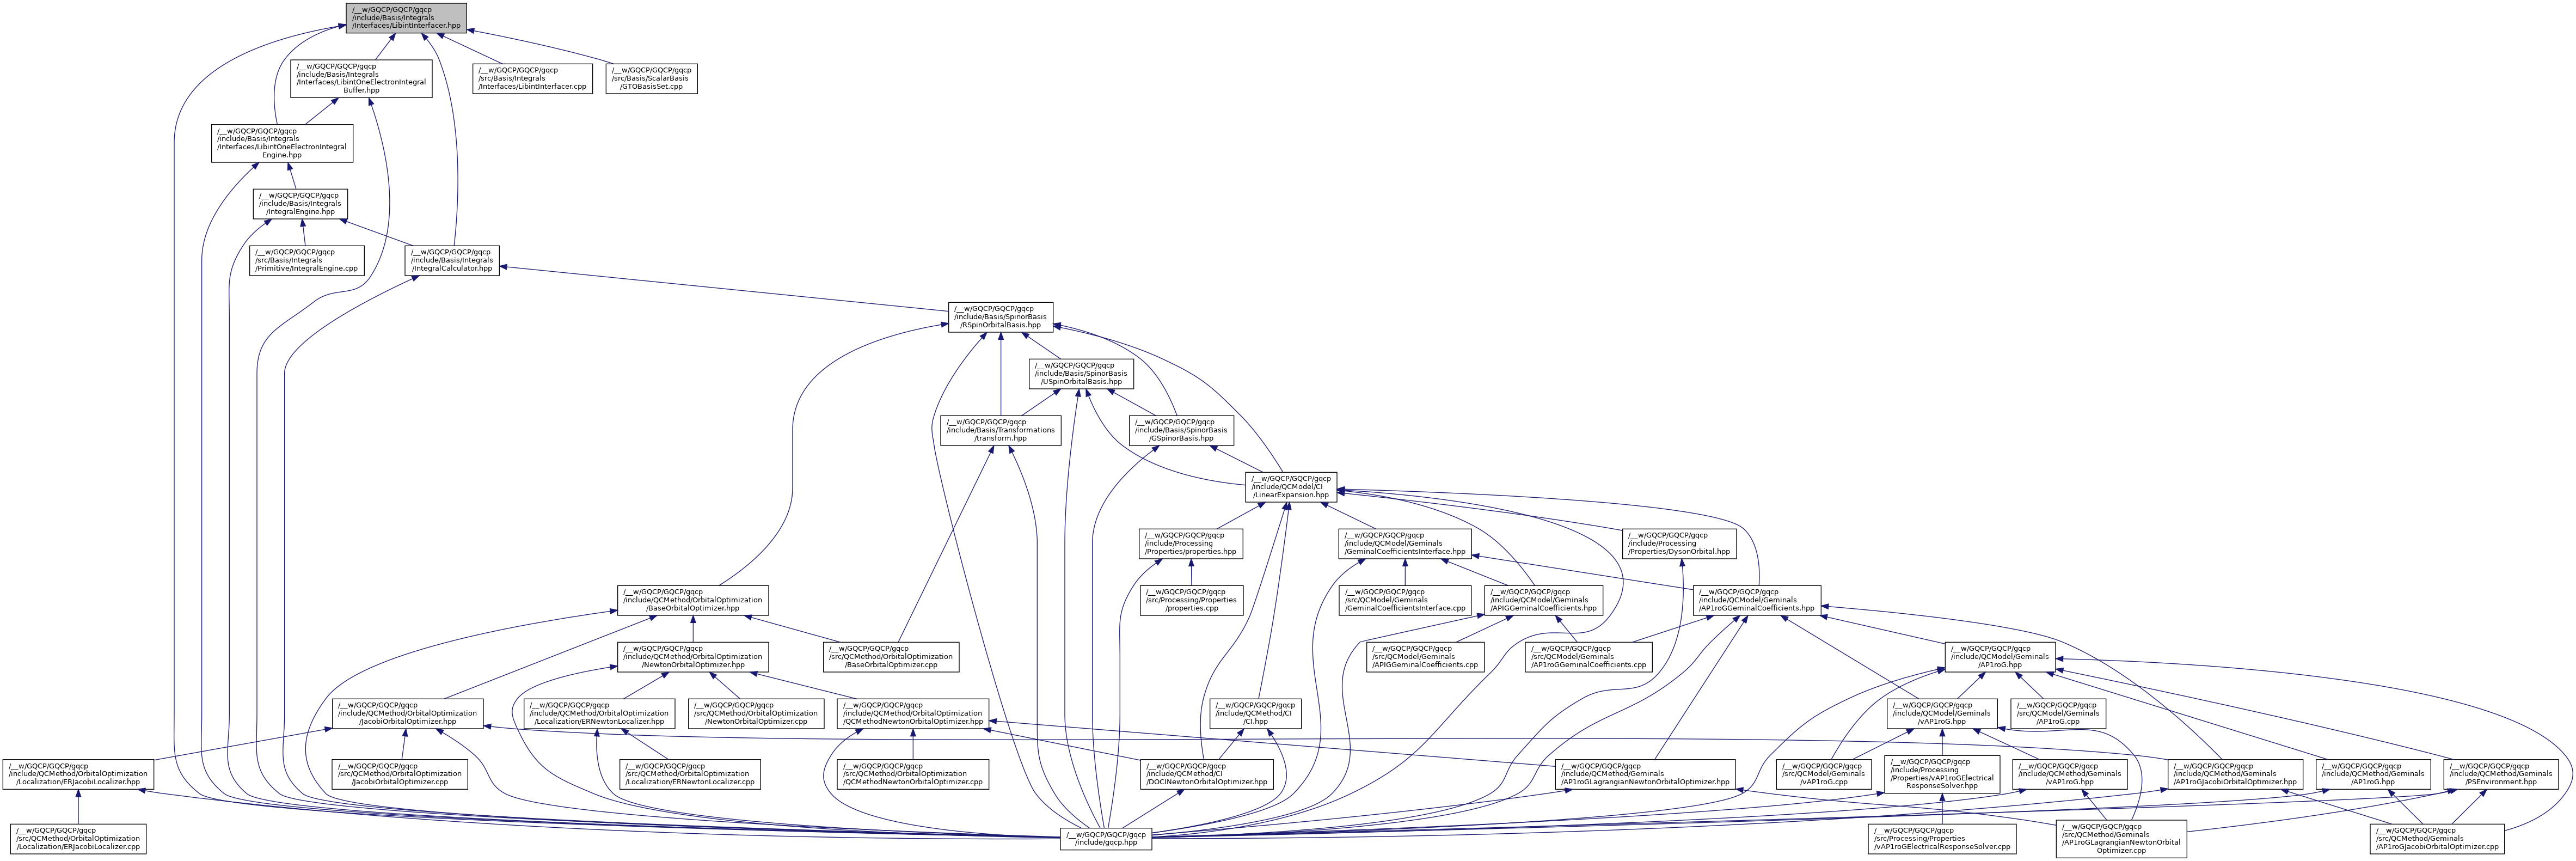 /__w/GQCP/GQCP/gqcp
/include/Basis/Integrals
/Interfaces/LibintInterfacer.hpp
/__w/GQCP/GQCP/gqcp
/include/Basis/Integrals
/Interfaces/LibintOneElectronIntegral
Buffer.hpp
/__w/GQCP/GQCP/gqcp
/src/Basis/Integrals
/Interfaces/LibintInterfacer.cpp
/__w/GQCP/GQCP/gqcp
/src/Basis/ScalarBasis
/GTOBasisSet.cpp
/__w/GQCP/GQCP/gqcp
/include/Basis/Integrals
/Interfaces/LibintOneElectronIntegral
Engine.hpp
/__w/GQCP/GQCP/gqcp
/include/Basis/Integrals
/IntegralEngine.hpp
/__w/GQCP/GQCP/gqcp
/src/Basis/Integrals
/Primitive/IntegralEngine.cpp
/__w/GQCP/GQCP/gqcp
/include/Basis/Integrals
/IntegralCalculator.hpp
/__w/GQCP/GQCP/gqcp
/include/Basis/SpinorBasis
/RSpinOrbitalBasis.hpp
/__w/GQCP/GQCP/gqcp
/include/Basis/SpinorBasis
/USpinOrbitalBasis.hpp
/__w/GQCP/GQCP/gqcp
/include/Basis/Transformations
/transform.hpp
/__w/GQCP/GQCP/gqcp
/include/Basis/SpinorBasis
/GSpinorBasis.hpp
/__w/GQCP/GQCP/gqcp
/include/QCModel/CI
/LinearExpansion.hpp
/__w/GQCP/GQCP/gqcp
/include/Processing
/Properties/properties.hpp
/__w/GQCP/GQCP/gqcp
/include/QCModel/Geminals
/GeminalCoefficientsInterface.hpp
/__w/GQCP/GQCP/gqcp
/include/Processing
/Properties/DysonOrbital.hpp
/__w/GQCP/GQCP/gqcp
/include/QCMethod/OrbitalOptimization
/BaseOrbitalOptimizer.hpp
/__w/GQCP/GQCP/gqcp
/src/Processing/Properties
/properties.cpp
/__w/GQCP/GQCP/gqcp
/src/QCModel/Geminals
/GeminalCoefficientsInterface.cpp
/__w/GQCP/GQCP/gqcp
/include/QCModel/Geminals
/APIGGeminalCoefficients.hpp
/__w/GQCP/GQCP/gqcp
/include/QCModel/Geminals
/AP1roGGeminalCoefficients.hpp
/__w/GQCP/GQCP/gqcp
/include/QCMethod/OrbitalOptimization
/NewtonOrbitalOptimizer.hpp
/__w/GQCP/GQCP/gqcp
/src/QCMethod/OrbitalOptimization
/BaseOrbitalOptimizer.cpp
/__w/GQCP/GQCP/gqcp
/src/QCModel/Geminals
/APIGGeminalCoefficients.cpp
/__w/GQCP/GQCP/gqcp
/src/QCModel/Geminals
/AP1roGGeminalCoefficients.cpp
/__w/GQCP/GQCP/gqcp
/include/QCModel/Geminals
/AP1roG.hpp
/__w/GQCP/GQCP/gqcp
/include/QCMethod/OrbitalOptimization
/JacobiOrbitalOptimizer.hpp
/__w/GQCP/GQCP/gqcp
/include/QCMethod/OrbitalOptimization
/Localization/ERNewtonLocalizer.hpp
/__w/GQCP/GQCP/gqcp
/src/QCMethod/OrbitalOptimization
/NewtonOrbitalOptimizer.cpp
/__w/GQCP/GQCP/gqcp
/include/QCMethod/OrbitalOptimization
/QCMethodNewtonOrbitalOptimizer.hpp
/__w/GQCP/GQCP/gqcp
/include/QCMethod/CI
/CI.hpp
/__w/GQCP/GQCP/gqcp
/include/QCModel/Geminals
/vAP1roG.hpp
/__w/GQCP/GQCP/gqcp
/src/QCModel/Geminals
/AP1roG.cpp
/__w/GQCP/GQCP/gqcp
/include/QCMethod/OrbitalOptimization
/Localization/ERJacobiLocalizer.hpp
/__w/GQCP/GQCP/gqcp
/src/QCMethod/OrbitalOptimization
/JacobiOrbitalOptimizer.cpp
/__w/GQCP/GQCP/gqcp
/src/QCMethod/OrbitalOptimization
/Localization/ERNewtonLocalizer.cpp
/__w/GQCP/GQCP/gqcp
/src/QCMethod/OrbitalOptimization
/QCMethodNewtonOrbitalOptimizer.cpp
/__w/GQCP/GQCP/gqcp
/include/QCMethod/CI
/DOCINewtonOrbitalOptimizer.hpp
/__w/GQCP/GQCP/gqcp
/include/QCMethod/Geminals
/AP1roGLagrangianNewtonOrbitalOptimizer.hpp
/__w/GQCP/GQCP/gqcp
/src/QCModel/Geminals
/vAP1roG.cpp
/__w/GQCP/GQCP/gqcp
/include/Processing
/Properties/vAP1roGElectrical
ResponseSolver.hpp
/__w/GQCP/GQCP/gqcp
/include/QCMethod/Geminals
/vAP1roG.hpp
/__w/GQCP/GQCP/gqcp
/include/QCMethod/Geminals
/AP1roGJacobiOrbitalOptimizer.hpp
/__w/GQCP/GQCP/gqcp
/include/QCMethod/Geminals
/AP1roG.hpp
/__w/GQCP/GQCP/gqcp
/include/QCMethod/Geminals
/PSEnvironment.hpp
/__w/GQCP/GQCP/gqcp
/src/QCMethod/OrbitalOptimization
/Localization/ERJacobiLocalizer.cpp
/__w/GQCP/GQCP/gqcp
/include/gqcp.hpp
/__w/GQCP/GQCP/gqcp
/src/Processing/Properties
/vAP1roGElectricalResponseSolver.cpp
/__w/GQCP/GQCP/gqcp
/src/QCMethod/Geminals
/AP1roGLagrangianNewtonOrbital
Optimizer.cpp
/__w/GQCP/GQCP/gqcp
/src/QCMethod/Geminals
/AP1roGJacobiOrbitalOptimizer.cpp